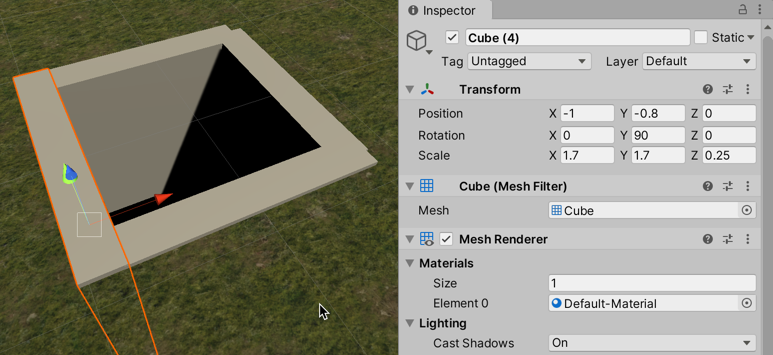 Inspector
Cube (4) Static
Tag Untagged Layer Default
Transform
Position X -1 Y -0.8 Z 0
Rotation X 0 Y 90 Z 0
Scale X 1.7 Y 1.7 Z 0.25
Cube (Mesh Filter)
Mesh Cube
Mesh Renderer
Materials
Size 1
Element 0 Default-Material
Lighting
Cast Shadows On